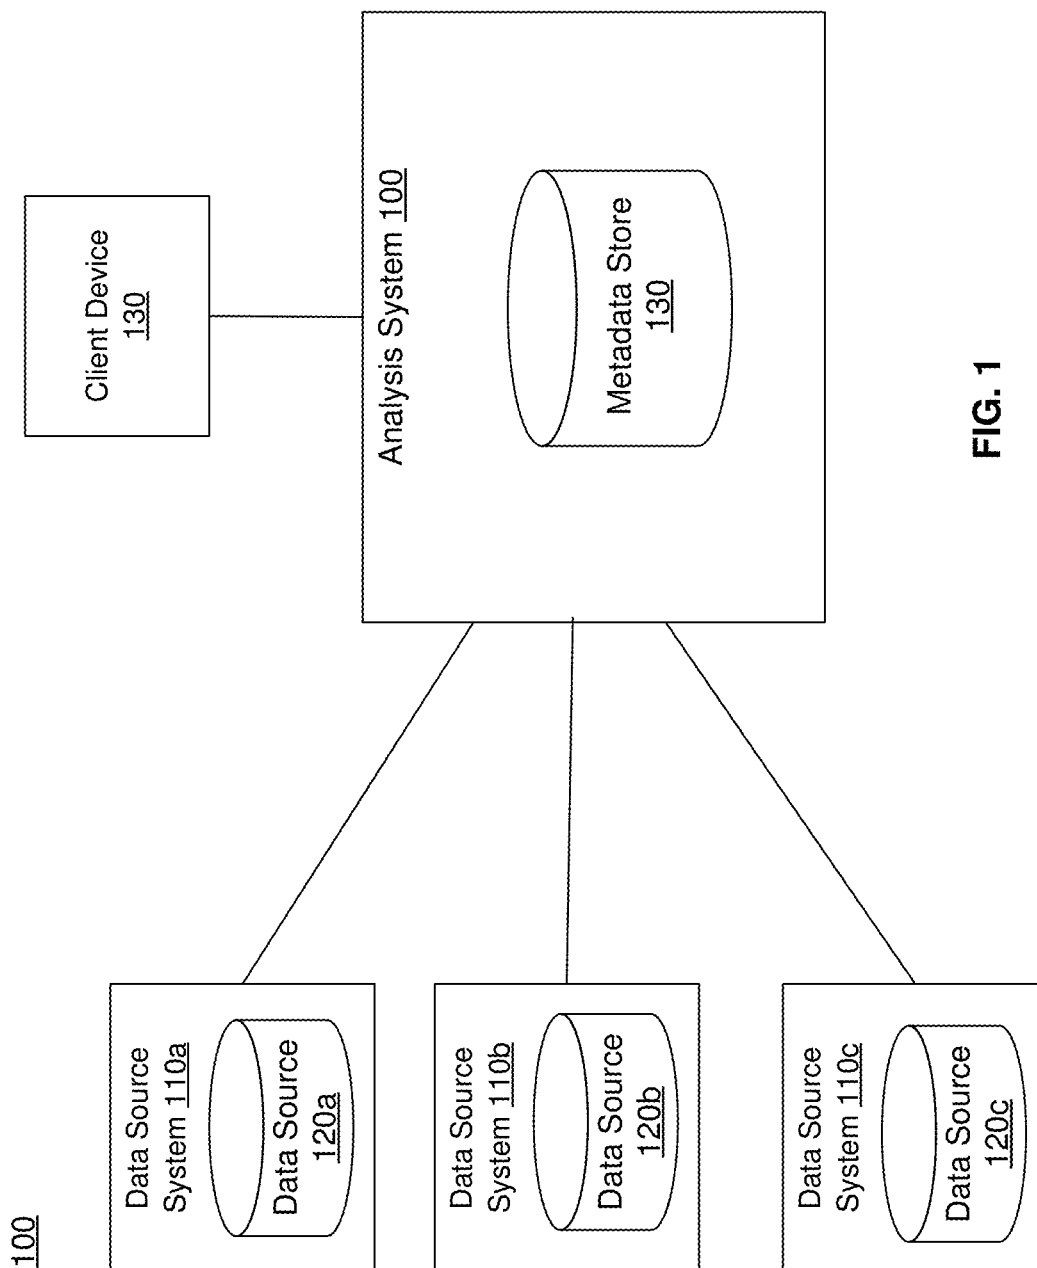 100
Data Source
System 110a
Data Source
120a
Data Source
System 110b
Data Source
120b
Data Source
System 110c
Data Source
120c
Client Device
130
Analysis System 100
Metadata Store
130
FIG. 1